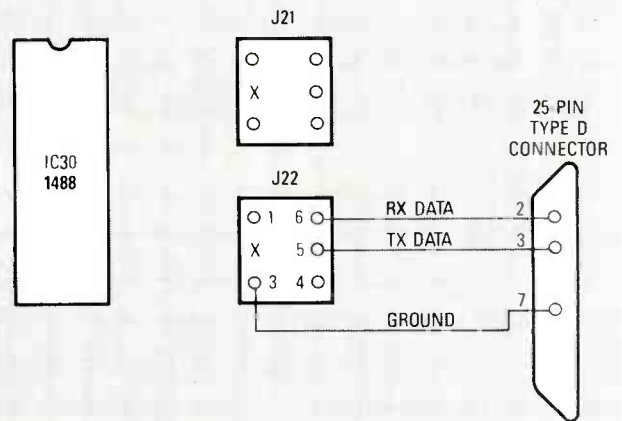 J21
X
IC30
1488
25-PIN
TYPE D
CONNECTOR
J22
1 6 RX DATA 2
X 5 TX DATA 3
3 4
GROUND 7